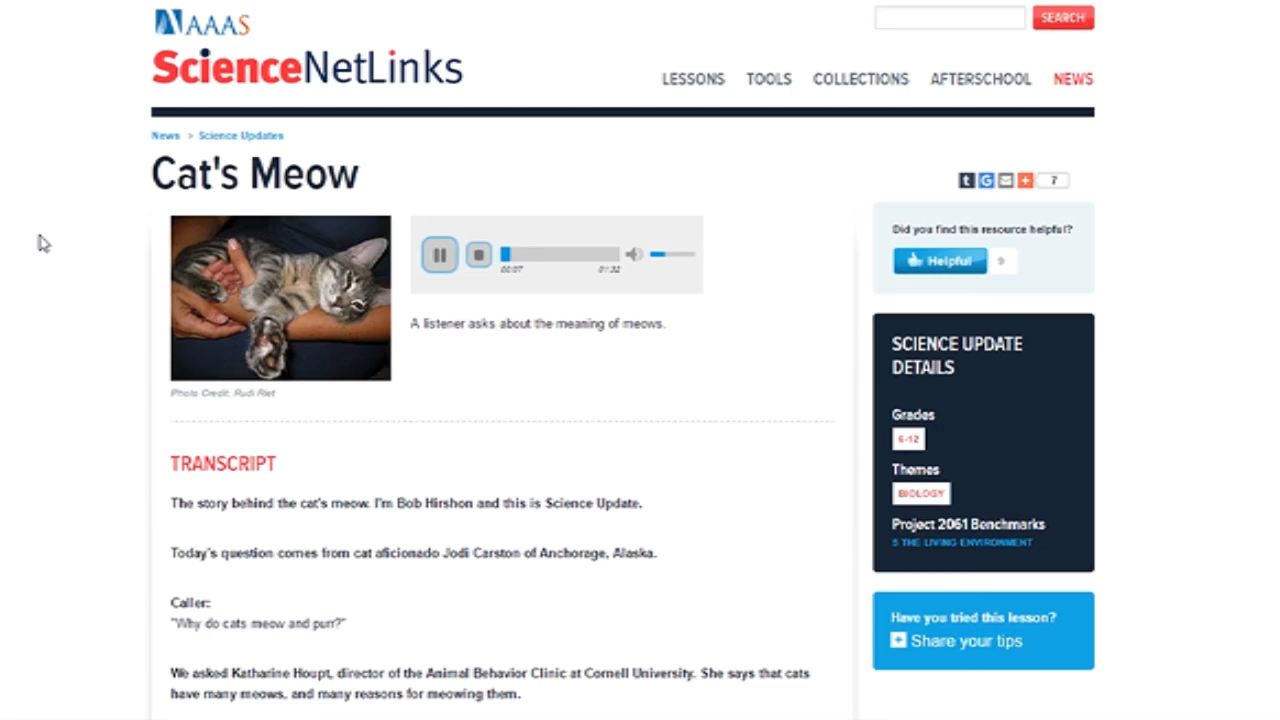 AAAS
SEARCH
ScienceNetLinks
LESSONS TOOLS COLLECTIONS AFTERSCHOOL NEWS
News > Science Updates
Cat's Meow
7
Did you find this resource helpful?
Helpful 9
00:07 01:32
A listener asks about the meaning of meows.
Photo Credit: Rudi Riet
SCIENCE UPDATE
DETAILS
Grades
6-12
Themes
BIOLOGY
Project 2061 Benchmarks
5 THE LIVING ENVIRONMENT
Have you tried this lesson?
Share your tips
TRANSCRIPT
The story behind the cat's meow. I'm Bob Hirshon and this is Science Update.
Today's question comes from cat aficionado Jodi Carston of Anchorage, Alaska.
Caller:
"Why do cats meow and purr?"
We asked Katharine Houpt, director of the Animal Behavior Clinic at Cornell University. She says that cats
have many meows, and many reasons for meowing them.